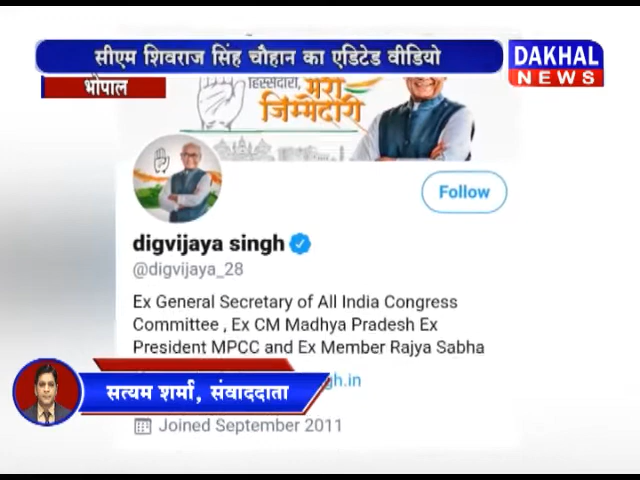 सीएम शिवराज सिंह चौहान का एडिटेड वीडियो
DAKHAL
NEWS
भोपाल
हिस्सेदारी, मेरी
जिम्मेदारी
Follow
digvijaya singh
@digvijaya_28
Ex General Secretary of All India Congress
Committee , Ex CM Madhya Pradesh Ex
President MPCC and Ex Member Rajya Sabha
gh.in
सत्यम शर्मा, संवाददाता
Joined September 2011